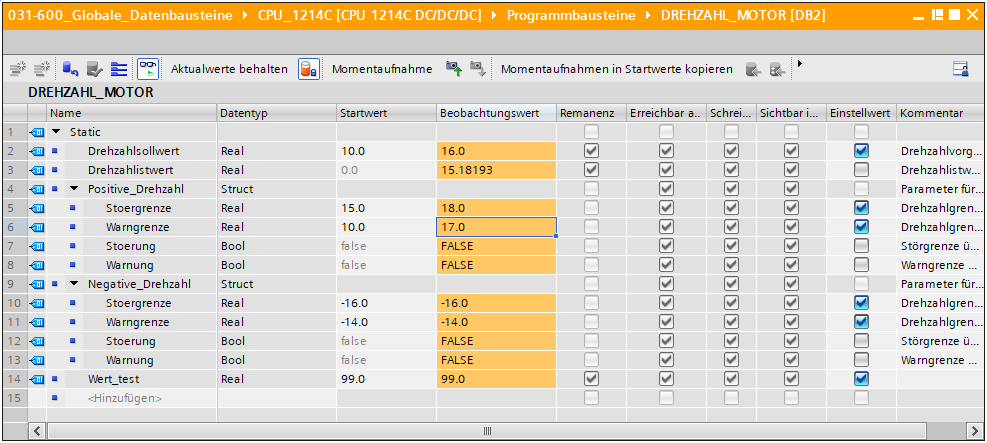 031-600_Globale_Datenbausteine CPU_1214C [CPU 1214C DC/DC/DC] Programmbausteine DREHZAHL_MOTOR [DB2]
Aktualwerte behalten Momentaufnahme Momentaufnahmen in Startwerte kopieren
DREHZAHL_MOTOR
Name Datentyp Startwert Beobachtungswert Remanenz Erreichbar a.. Schrei... Sichtbar i... Einstellwert Kommentar
1 Static
2 Drehzahlsollwert Real 10.0 16.0 Drehzahlvorg...
3 Drehzahlistwert Real 0.0 15.18193 Drehzahlistw...
4 Positive_Drehzahl Struct Parameter für...
5 Stoergrenze Real 15.0 18.0 Drehzahlgren...
6 Warngrenze Real 10.0 17.0 Drehzahlgren...
7 Stoerung Bool false FALSE Störgrenze ü...
8 Warnung Bool false FALSE Warngrenze ...
9 Negative_Drehzahl Struct Parameter für...
10 Stoergrenze Real -16.0 -16.0 Drehzahlgren...
11 Warngrenze Real -14.0 -14.0 Drehzahlgren...
12 Stoerung Bool false FALSE Störgrenze ü...
13 Warnung Bool false FALSE Warngrenze ...
14 Wert_test Real 99.0 99.0
15 <Hinzufügen>